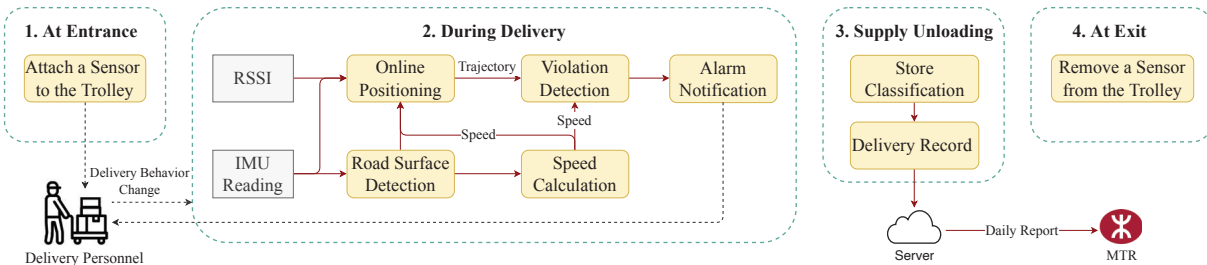 1. At Entrance
Attach a Sensor
to the Trolley
Delivery Behavior
Change
Delivery Personnel
2. During Delivery
RSSI
Online
Positioning
Trajectory
Violation
Detection
Alarm
Notification
Speed
Speed
IMU
Reading
Road Surface
Detection
Speed
Calculation
3. Supply Unloading
Store
Classification
Delivery Record
Server
Daily Report
MTR
4. At Exit
Remove a Sensor
from the Trolley